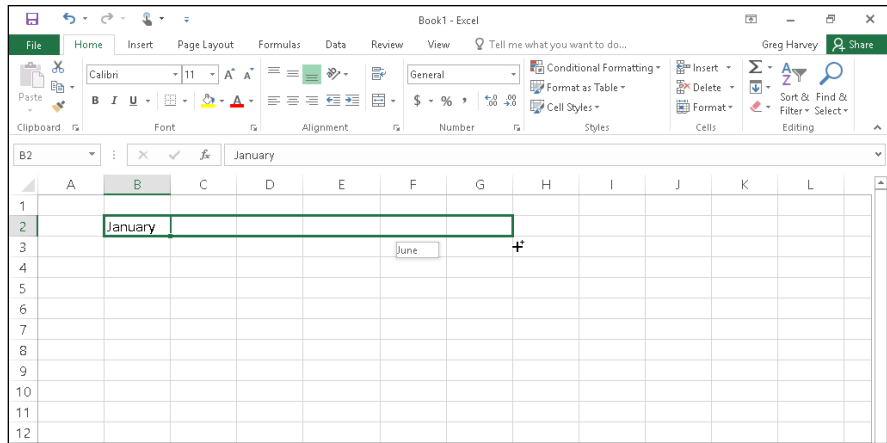 Book1 - Excel
File Home Insert Page Layout Formulas Data Review View Tell me what you want to do... Greg Harvey Share
Calibri 11 A A General Conditional Formatting Insert
Paste Format as Table Delete Sort & Find &
B I U A $ % , .00 .0 Cell Styles Format Filter Select
Clipboard Font Alignment Number Styles Cells Editing
B2 fx January
A B C D E F G H I J K L
1
2 January
3 June
4
5
6
7
8
9
10
11
12